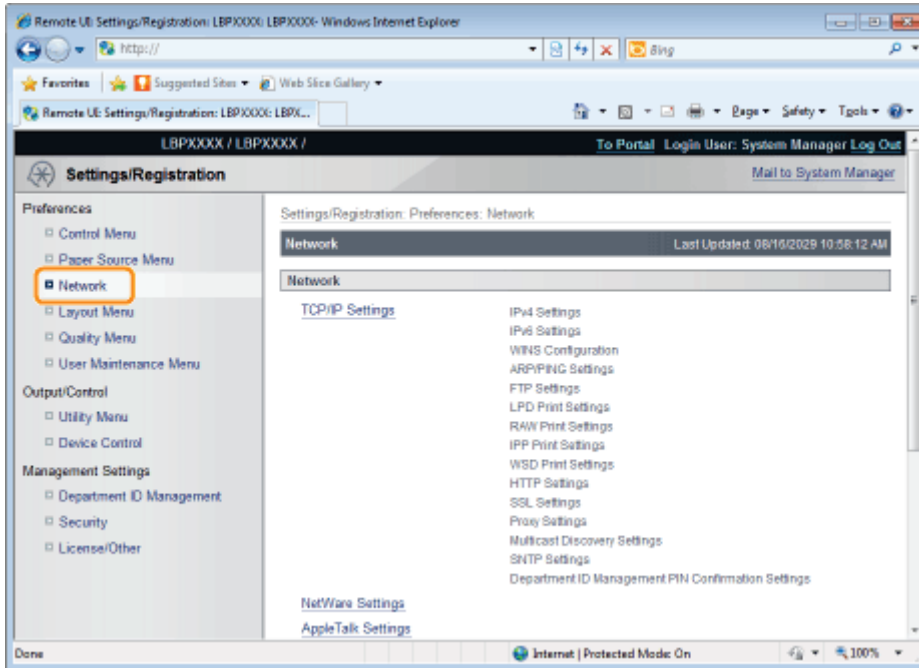 Remote UI: Settings/Registration: LBPXXXX: LBPXXXX- Windows Internet Explorer
http://
Bing
Favorites Suggested Sites Web Slice Gallery
Remote UI: Settings/Registration: LBPXXXX: LBPX... Page Safety Tools
LBPXXXX / LBPXXXX / To Portal Login User: System Manager Log Out
Settings/Registration Mail to System Manager
Preferences
Control Menu
Paper Source Menu
Network
Layout Menu
Quality Menu
User Maintenance Menu
Output/Control
Utility Menu
Device Control
Management Settings
Department ID Management
Security
License/Other
Settings/Registration: Preferences: Network
Network Last Updated: 08/16/2029 10:58:12 AM
Network
TCP/IP Settings
IPv4 Settings
IPv6 Settings
WINS Configuration
ARP/PING Settings
FTP Settings
LPD Print Settings
RAW Print Settings
IPP Print Settings
WSD Print Settings
HTTP Settings
SSL Settings
Proxy Settings
Multicast Discovery Settings
SNTP Settings
Department ID Management PIN Confirmation Settings
NetWare Settings
AppleTalk Settings
Done Internet | Protected Mode: On 100%